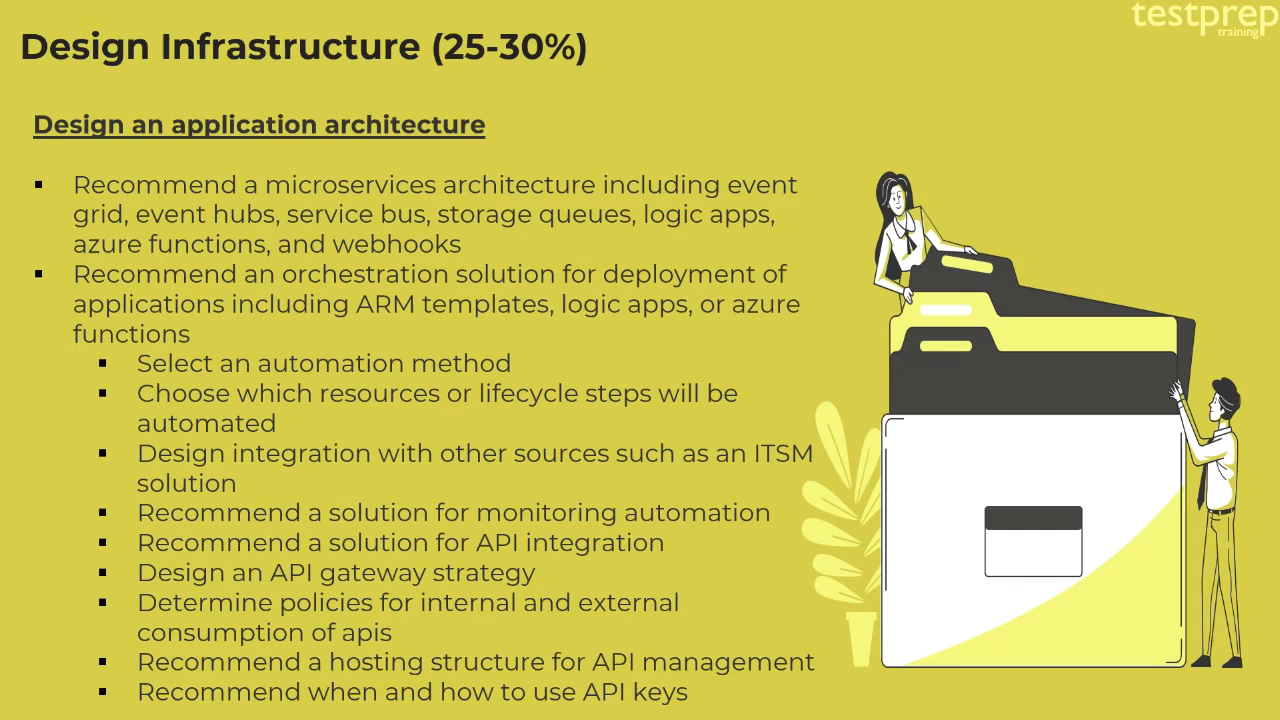 testprep
training
Design Infrastructure (25-30%)
Design an application architecture
▪ Recommend a microservices architecture including event
grid, event hubs, service bus, storage queues, logic apps,
azure functions, and webhooks
▪ Recommend an orchestration solution for deployment of
applications including ARM templates, logic apps, or azure
functions
▪ Select an automation method
▪ Choose which resources or lifecycle steps will be
automated
▪ Design integration with other sources such as an ITSM
solution
▪ Recommend a solution for monitoring automation
▪ Recommend a solution for API integration
▪ Design an API gateway strategy
▪ Determine policies for internal and external
consumption of apis
▪ Recommend a hosting structure for API management
▪ Recommend when and how to use API keys